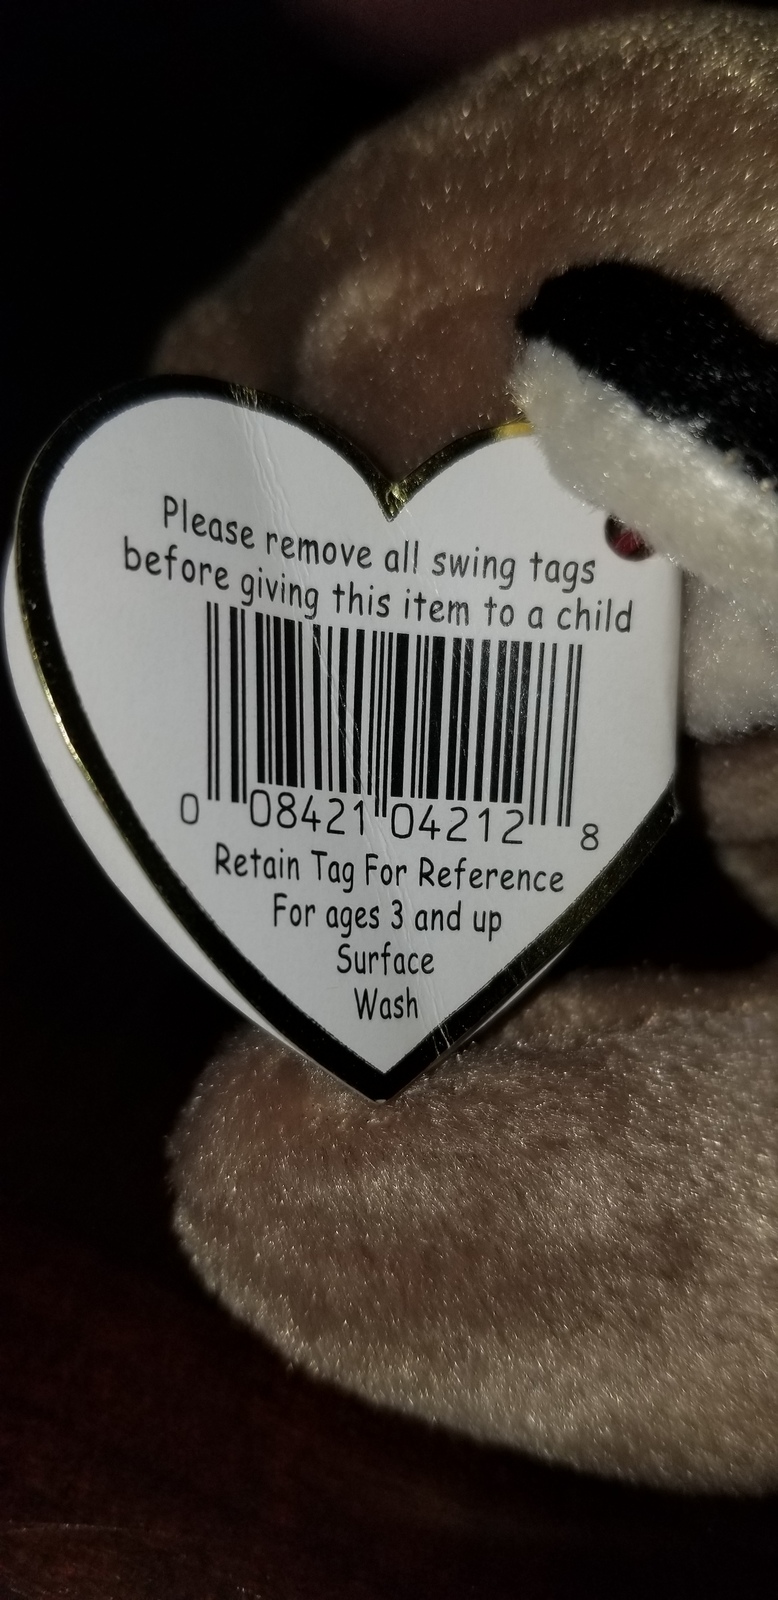 Please remove all swing tags
before giving this item to a child
0 08421 04212 8
Retain Tag For Reference
For ages 3 and up
Surface
Wash